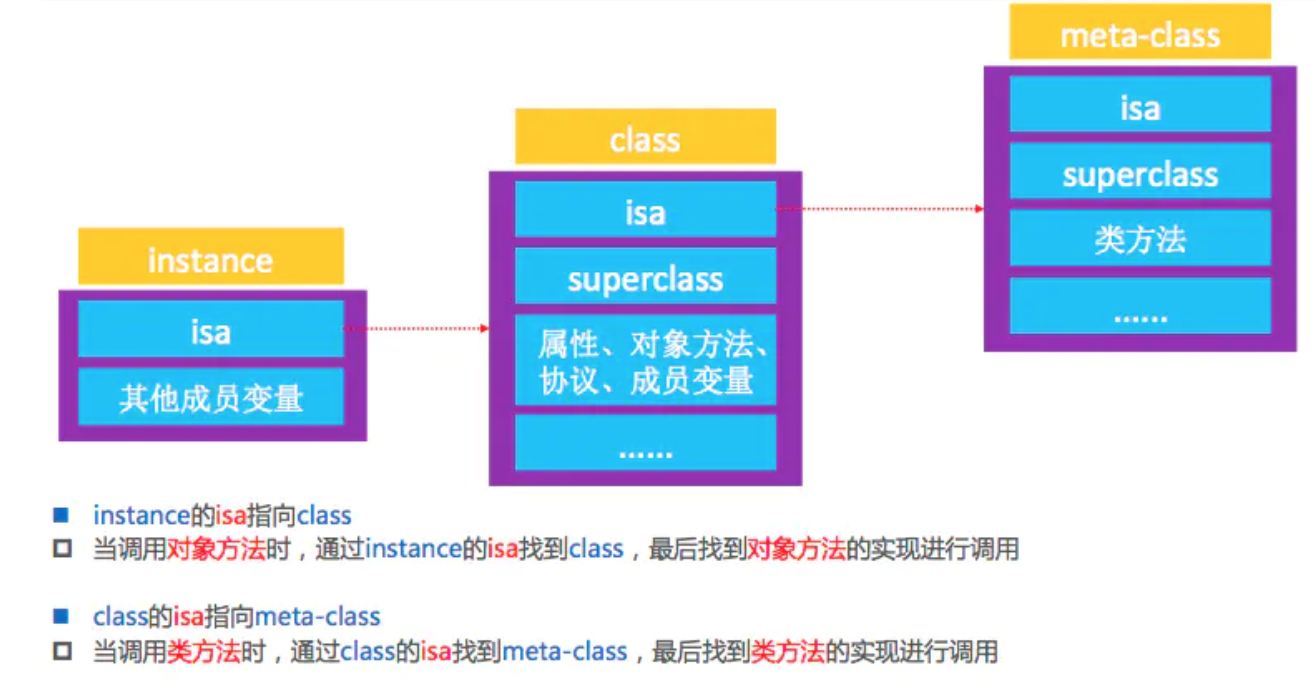 instance
isa
其他成员变量
class
isa
superclass
属性、对象方法、
协议、成员变量
……
meta-class
isa
superclass
类方法
……
instance的isa指向class
当调用对象方法时，通过instance的isa找到class，最后找到对象方法的实现进行调用
class的isa指向meta-class
当调用类方法时，通过class的isa找到meta-class，最后找到类方法的实现进行调用